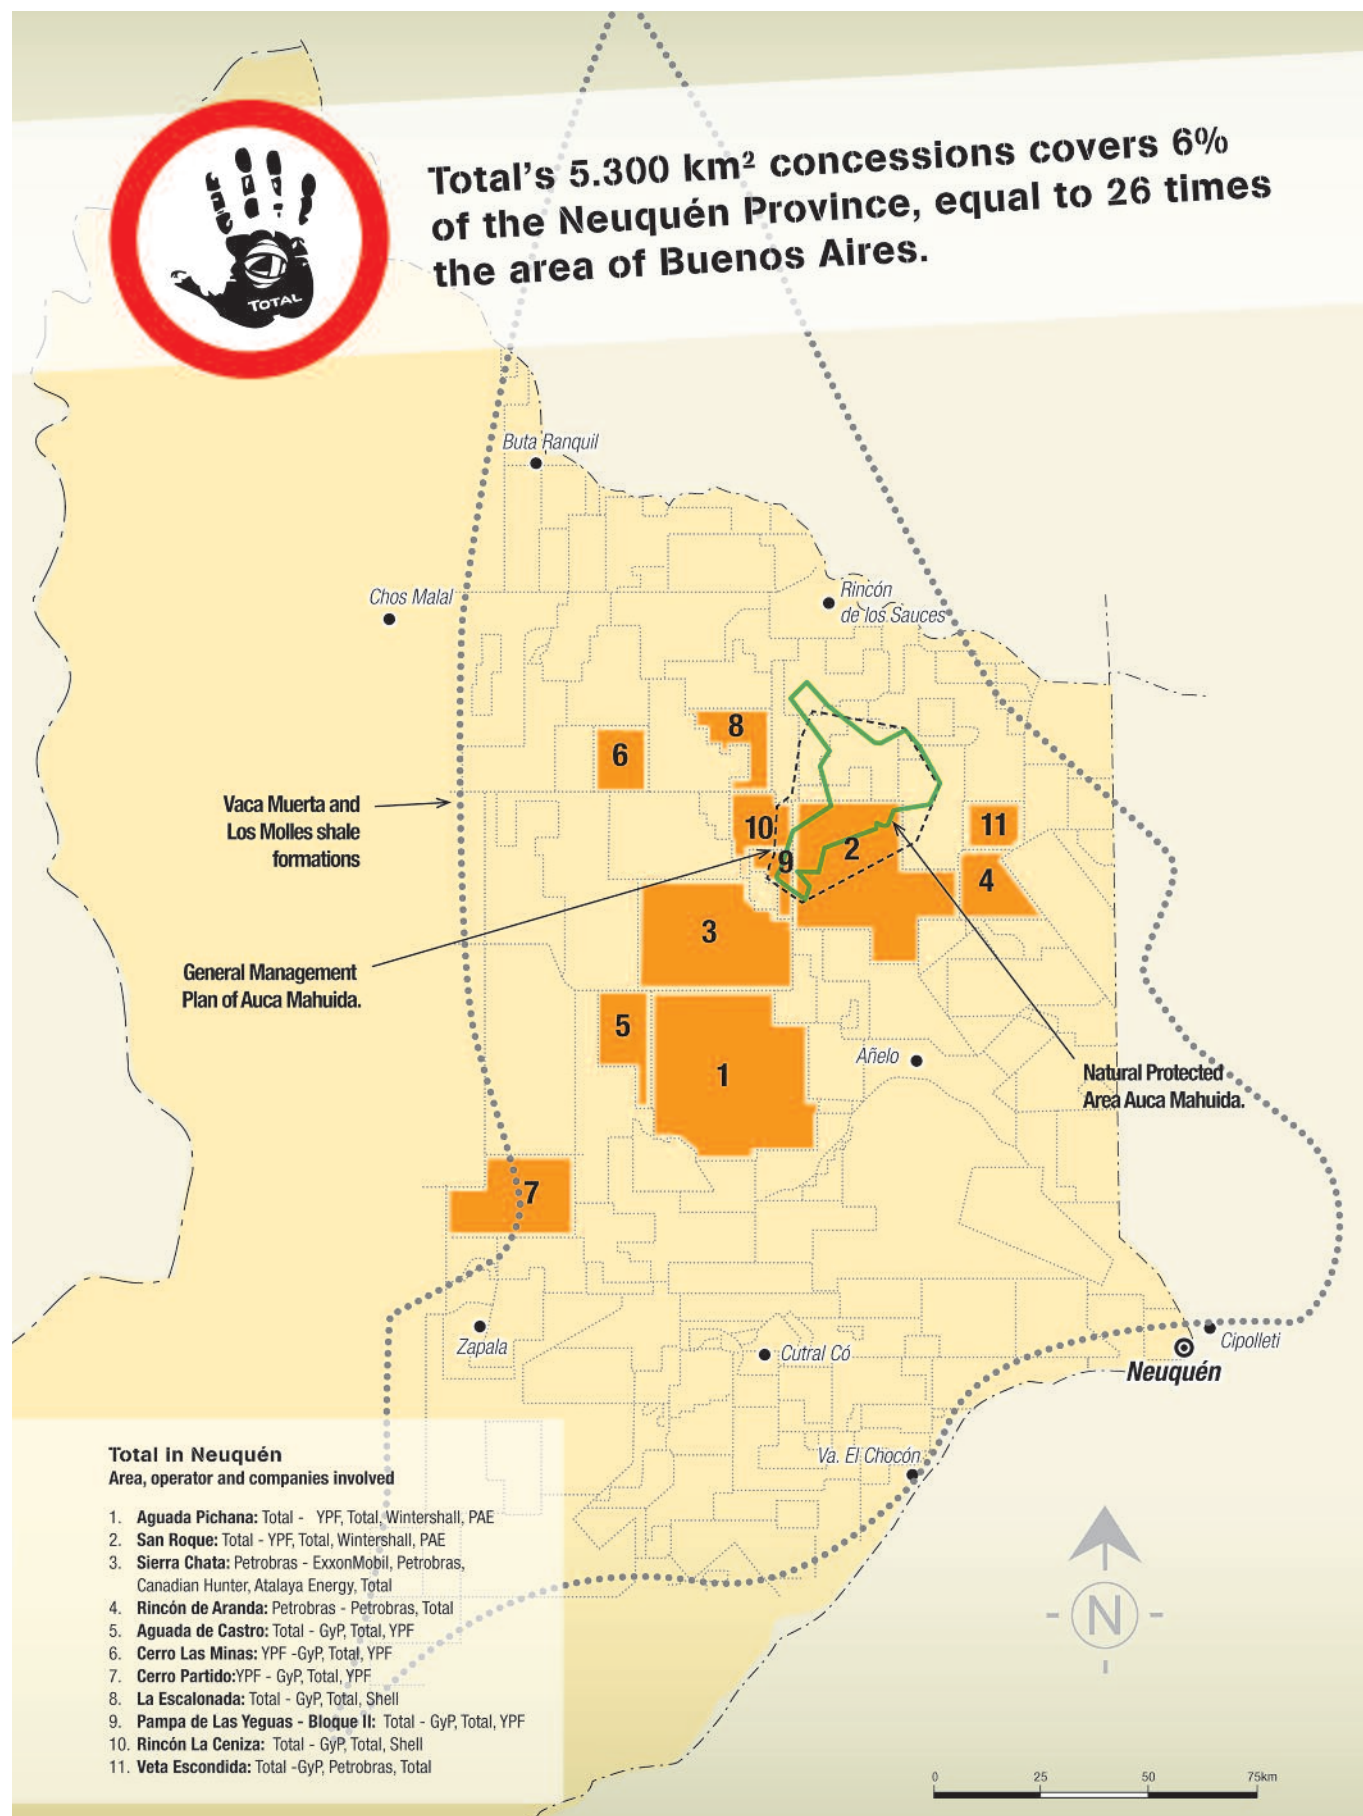 Total's 5.300 km² concessions covers 6%
of the Neuquén Province, equal to 26 times
the area of Buenos Aires.
TOTAL
Buta Ranquil
Chos Malal
Rincón
de los Sauces
8
6
Vaca Muerta and
Los Molles shale
formations
10
11
9
2
4
3
General Management
Plan of Auca Mahuida.
5
1
Añelo
Natural Protected
Area Auca Mahuida.
7
Zapala
Cutral Có
Cipolleti
Neuquén
Va. El Chocón
Total in Neuquén
Area, operator and companies involved
1. Aguada Pichana: Total - YPF, Total, Wintershall, PAE
2. San Roque: Total - YPF, Total, Wintershall, PAE
3. Sierra Chata: Petrobras - ExxonMobil, Petrobras,
Canadian Hunter, Atalaya Energy, Total
4. Rincón de Aranda: Petrobras - Petrobras, Total
5. Aguada de Castro: Total - GyP, Total, YPF
6. Cerro Las Minas: YPF -GyP, Total, YPF
7. Cerro Partido:YPF - GyP, Total, YPF
8. La Escalonada: Total - GyP, Total, Shell
9. Pampa de Las Yeguas - Bloque II: Total - GyP, Total, YPF
10. Rincón La Ceniza: Total - GyP, Total, Shell
11. Veta Escondida: Total -GyP, Petrobras, Total
N
0 25 50 75km